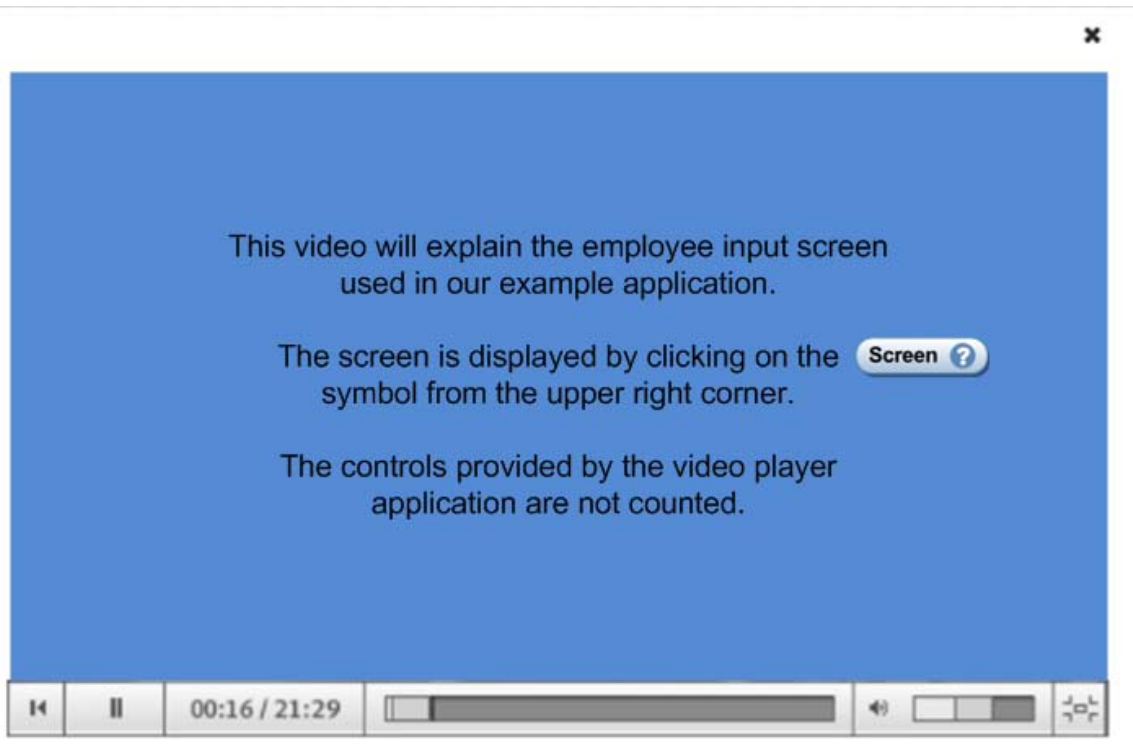 This video will explain the employee input screen
used in our example application.
The screen is displayed by clicking on the Screen ?
symbol from the upper right corner.
The controls provided by the video player
application are not counted.
00:16 / 21:29